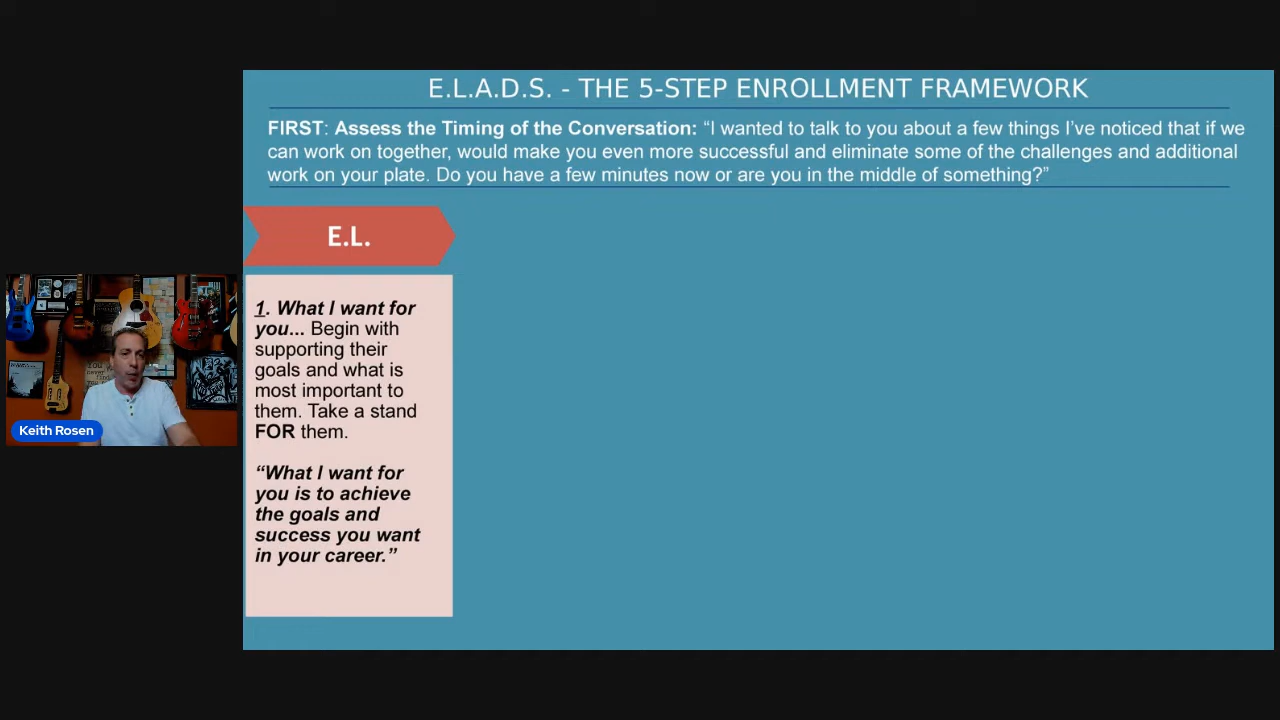 E.L.A.D.S. - THE 5-STEP ENROLLMENT FRAMEWORK
FIRST: Assess the Timing of the Conversation: “I wanted to talk to you about a few things I’ve noticed that if we
can work on together, would make you even more successful and eliminate some of the challenges and additional
work on your plate. Do you have a few minutes now or are you in the middle of something?”
E.L.
1. What I want for
you... Begin with
supporting their
goals and what is
most important to
them. Take a stand
FOR them.
“What I want for
you is to achieve
the goals and
success you want
in your career.”
Keith Rosen